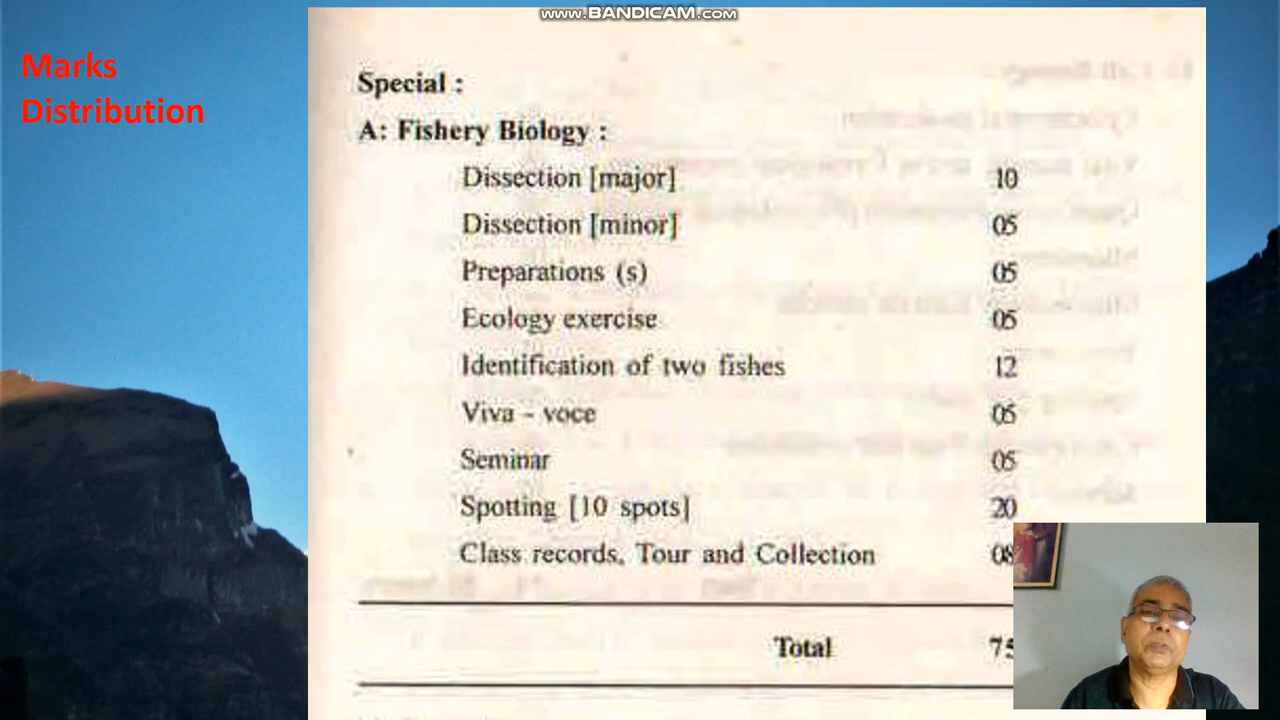 www.BANDICAM.com
Marks
Distribution
Special :
A: Fishery Biology :
Dissection [major] 10
Dissection [minor] 05
Preparations (s) 05
Ecology exercise 05
Identification of two fishes 12
Viva - voce 05
Seminar 05
Spotting [10 spots] 20
Class records, Tour and Collection 08
Total 75